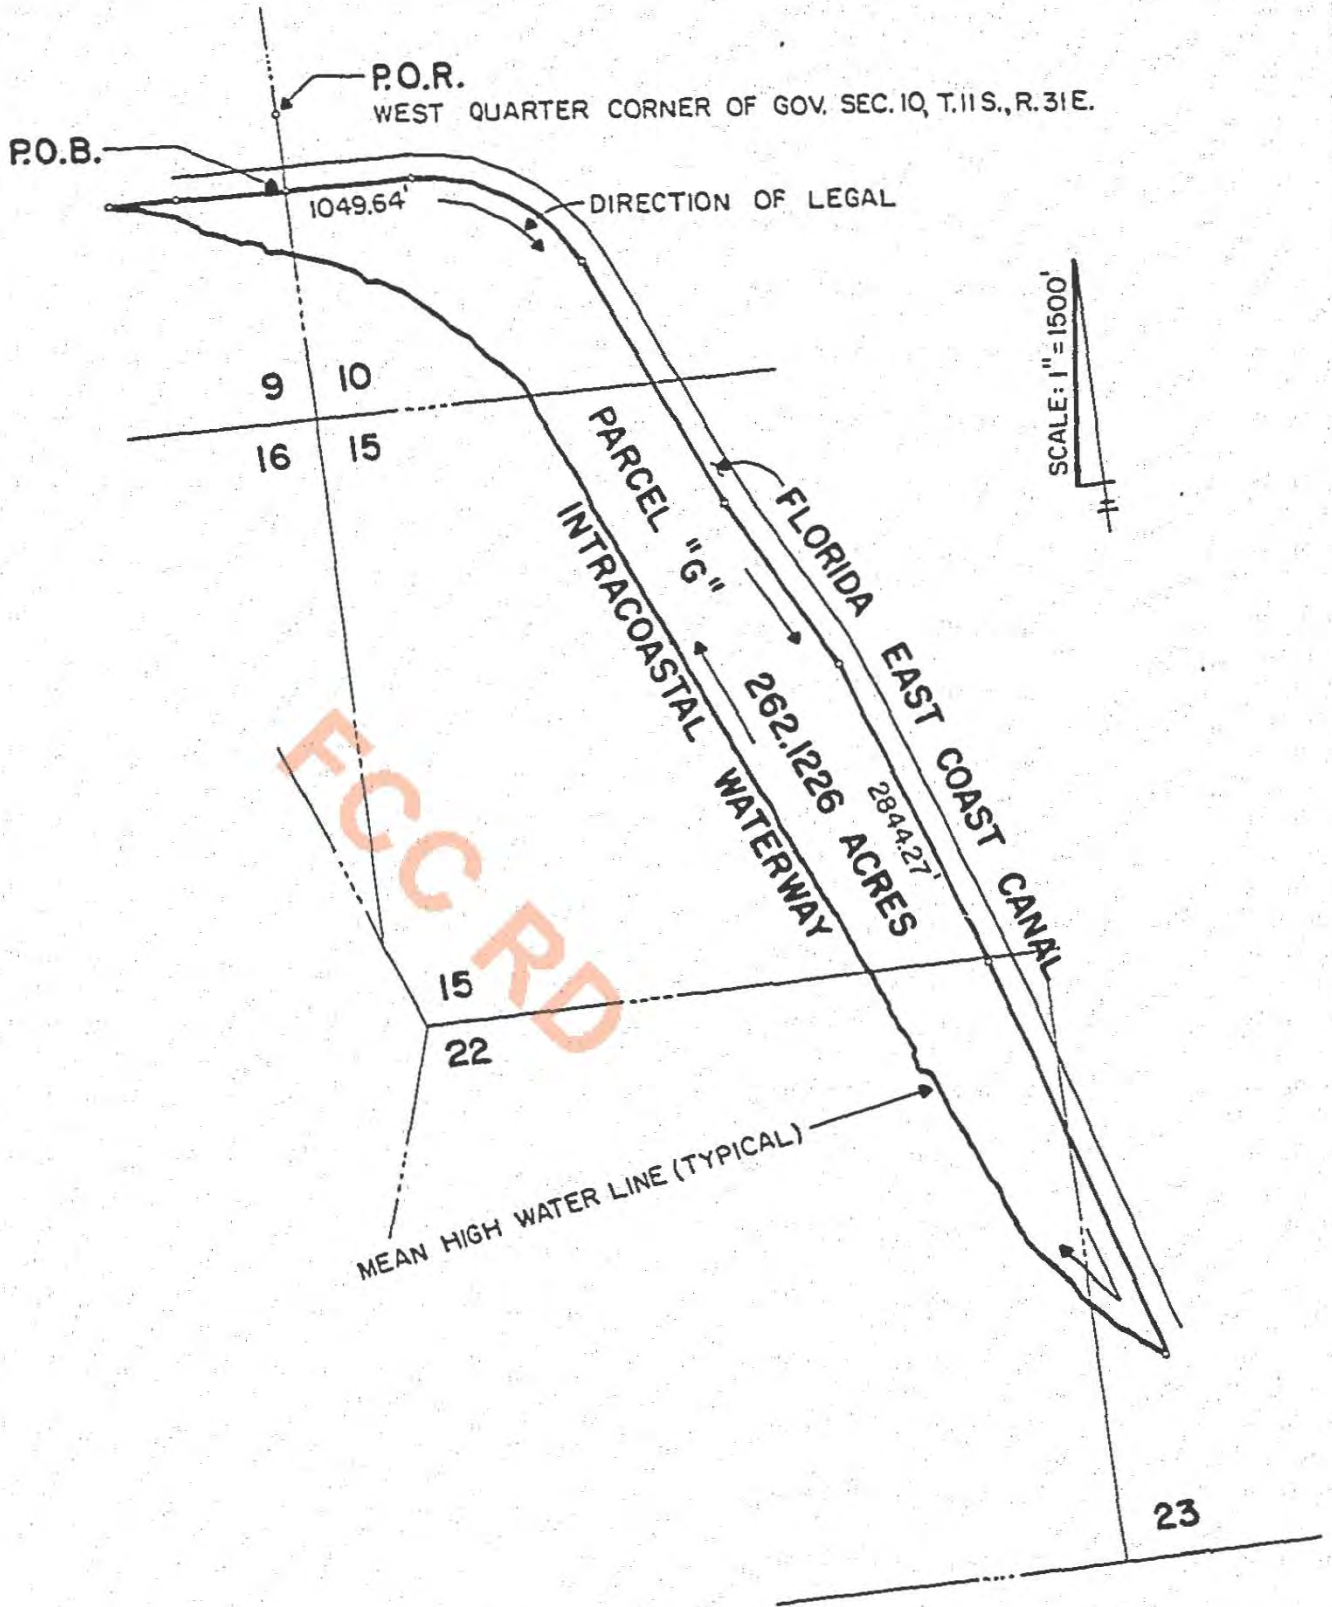 P.O.R.
WEST QUARTER CORNER OF GOV. SEC. 10, T.11 S., R. 31 E.
P.O.B.
1049.64'
DIRECTION OF LEGAL
SCALE: 1" = 1500'
9
10
16
15
PARCEL "G"
262.1226 ACRES
INTRACOASTAL WATERWAY
FLORIDA EAST COAST CANAL
2844.27'
FCC RD
15
22
MEAN HIGH WATER LINE (TYPICAL)
23